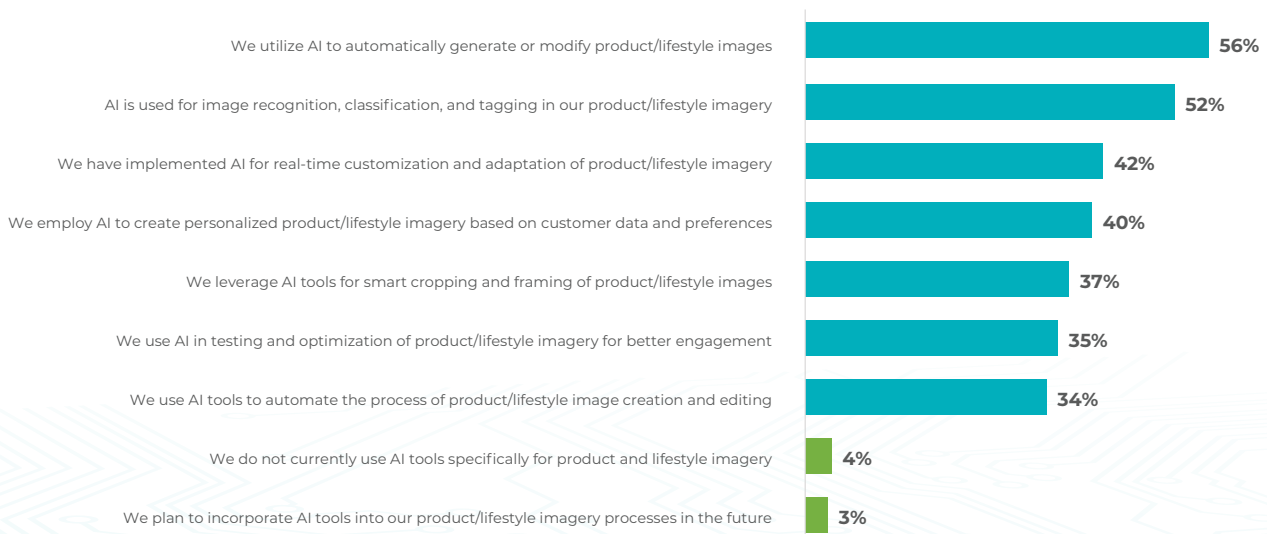 We utilize AI to automatically generate or modify product/lifestyle images 56%
AI is used for image recognition, classification, and tagging in our product/lifestyle imagery 52%
We have implemented AI for real-time customization and adaptation of product/lifestyle imagery 42%
We employ AI to create personalized product/lifestyle imagery based on customer data and preferences 40%
We leverage AI tools for smart cropping and framing of product/lifestyle images 37%
We use AI in testing and optimization of product/lifestyle imagery for better engagement 35%
We use AI tools to automate the process of product/lifestyle image creation and editing 34%
We do not currently use AI tools specifically for product and lifestyle imagery 4%
We plan to incorporate AI tools into our product/lifestyle imagery processes in the future 3%